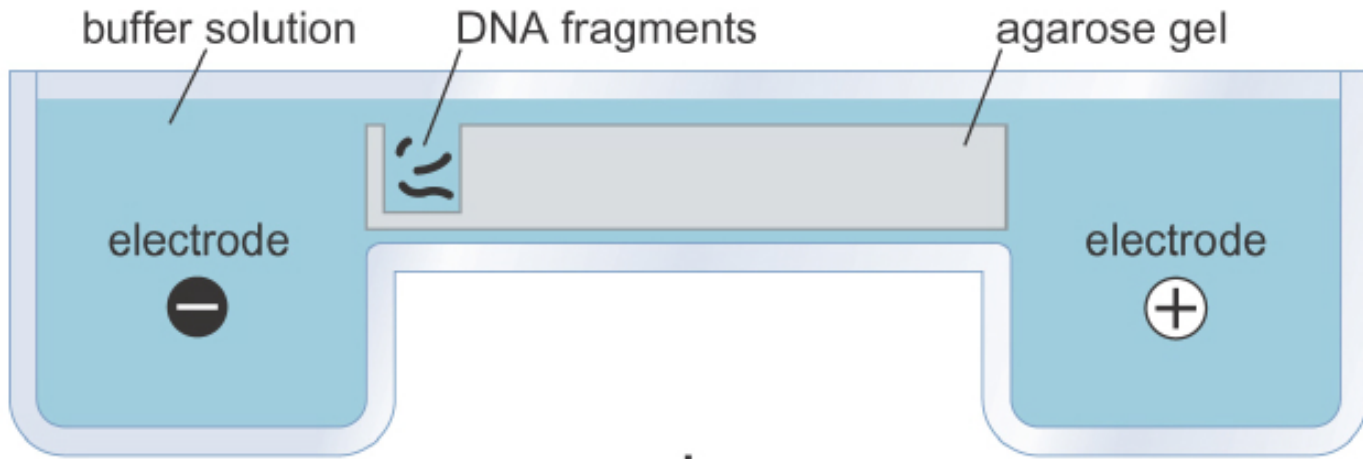 buffer solution
DNA fragments
agarose gel
electrode
electrode
−
+